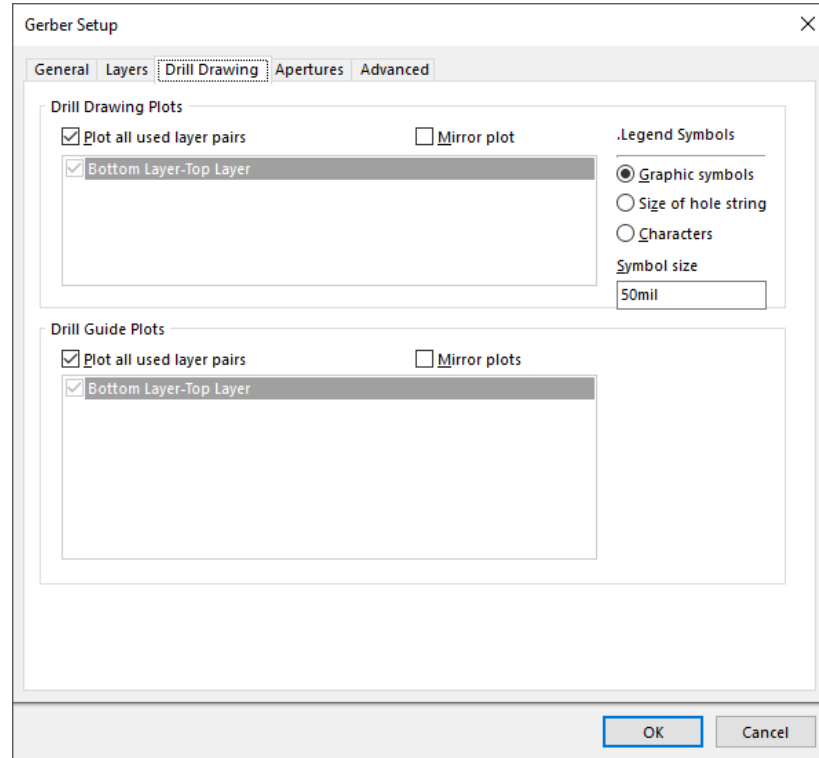 Gerber Setup
General Layers Drill Drawing Apertures Advanced
Drill Drawing Plots
Plot all used layer pairs
Mirror plot
Bottom Layer-Top Layer
.Legend Symbols
Graphic symbols
Size of hole string
Characters
Symbol size
50mil
Drill Guide Plots
Plot all used layer pairs
Mirror plots
Bottom Layer-Top Layer
OK Cancel